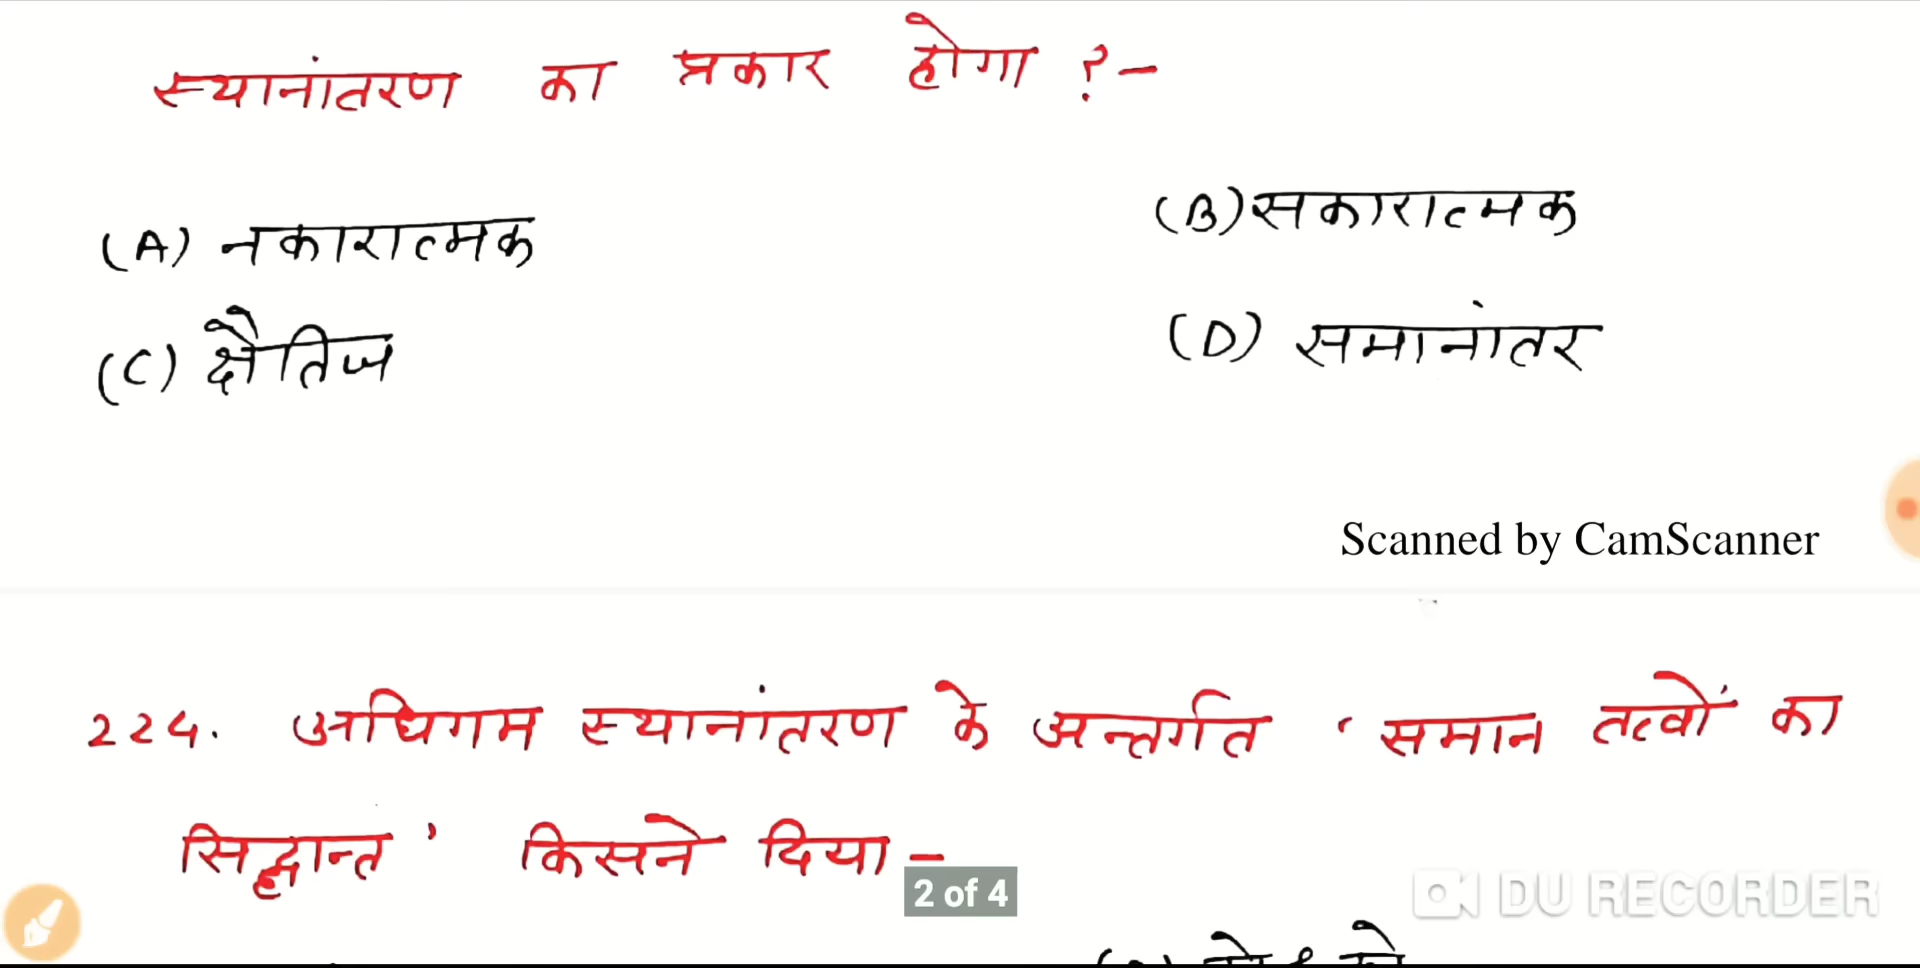 स्थानांतरण का प्रकार होगा ?-
(A) नकारात्मक
(B) सकारात्मक
(C) क्षैतिज
(D) समानांतर
Scanned by CamScanner
224. अधिगम स्थानांतरण के अन्तर्गत ‘ समान तत्वों का
सिद्धान्त ’ किसने दिया -
2 of 4
DU RECORDER